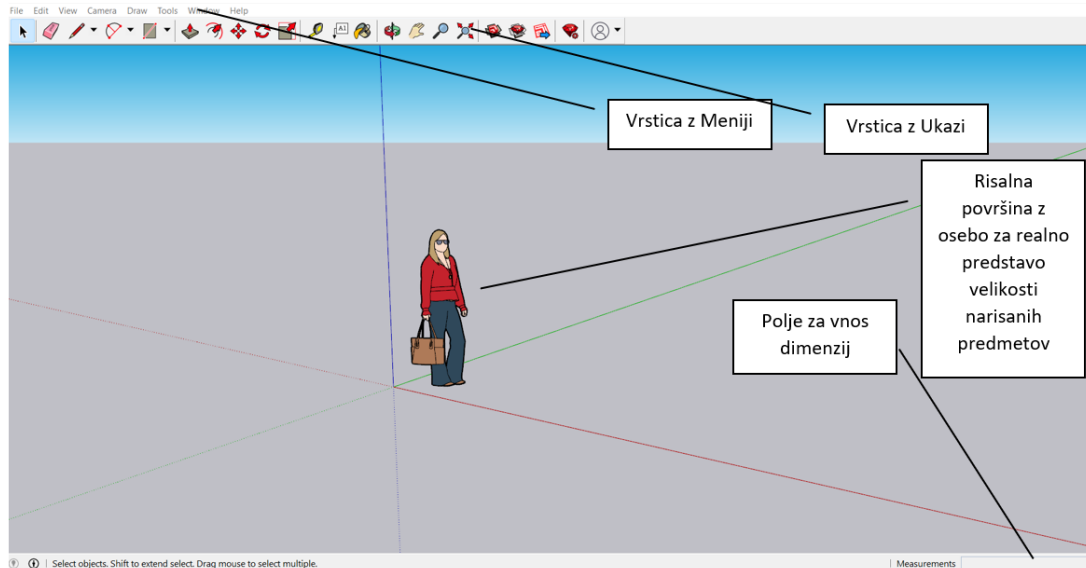 File Edit View Camera Draw Tools Window Help
A1
Vrstica z Meniji
Vrstica z Ukazi
Risalna
površina z
osebo za realno
predstavo
velikosti
narisanih
predmetov
Polje za vnos
dimenzij
Select objects. Shift to extend select. Drag mouse to select multiple.
Measurements